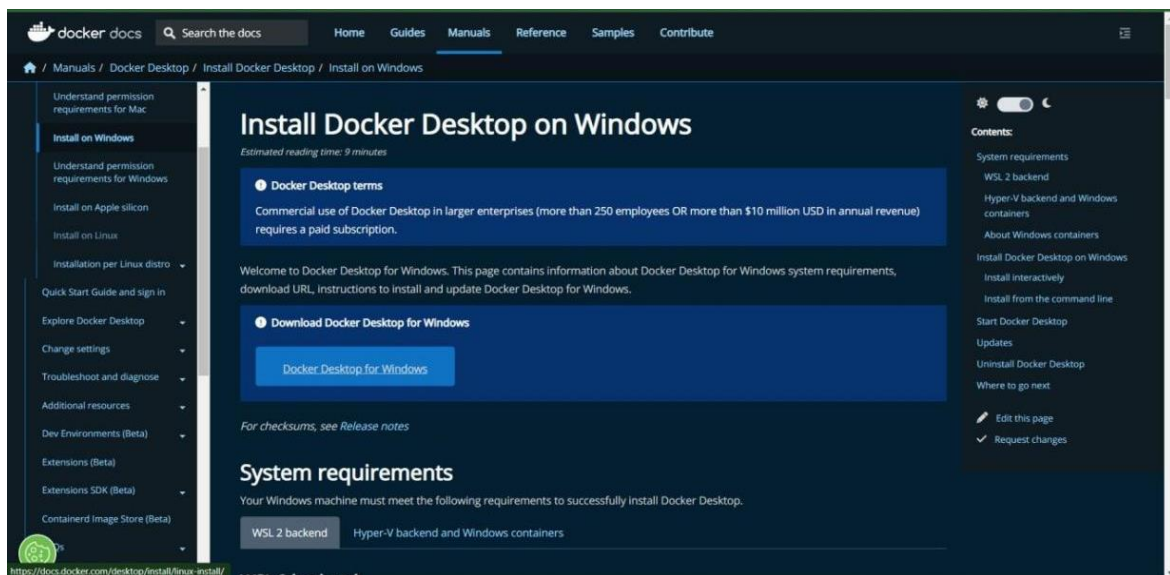 docker docs
Search the docs
Home
Guides
Manuals
Reference
Samples
Contribute
/ Manuals / Docker Desktop / Install Docker Desktop / Install on Windows
Understand permission
requirements for Mac
Install on Windows
Understand permission
requirements for Windows
Install on Apple silicon
Install on Linux
Installation per Linux distro
Quick Start Guide and sign in
Explore Docker Desktop
Change settings
Troubleshoot and diagnose
Additional resources
Dev Environments (Beta)
Extensions (Beta)
Extensions SDK (Beta)
Containerd Image Store (Beta)
https://docs.docker.com/desktop/install/linux-install/
Install Docker Desktop on Windows
Estimated reading time: 9 minutes
Docker Desktop terms
Commercial use of Docker Desktop in larger enterprises (more than 250 employees OR more than $10 million USD in annual revenue)
requires a paid subscription.
Welcome to Docker Desktop for Windows. This page contains information about Docker Desktop for Windows system requirements,
download URL, instructions to install and update Docker Desktop for Windows.
Download Docker Desktop for Windows
Docker Desktop for Windows
For checksums, see Release notes
System requirements
Your Windows machine must meet the following requirements to successfully install Docker Desktop.
WSL 2 backend
Hyper-V backend and Windows containers
Contents:
System requirements
WSL 2 backend
Hyper-V backend and Windows
containers
About Windows containers
Install Docker Desktop on Windows
Install interactively
Install from the command line
Start Docker Desktop
Updates
Uninstall Docker Desktop
Where to go next
Edit this page
Request changes